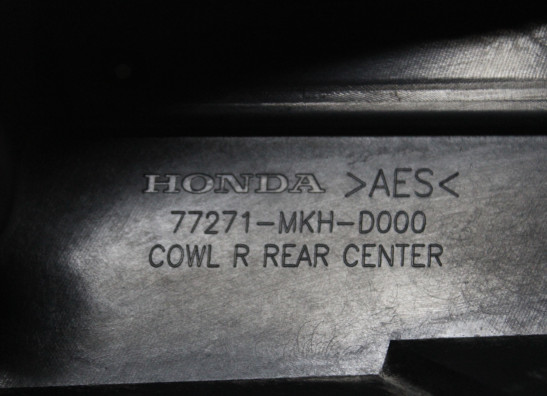 HONDA >AES<
77271-MKH-D000
COWL R REAR CENTER